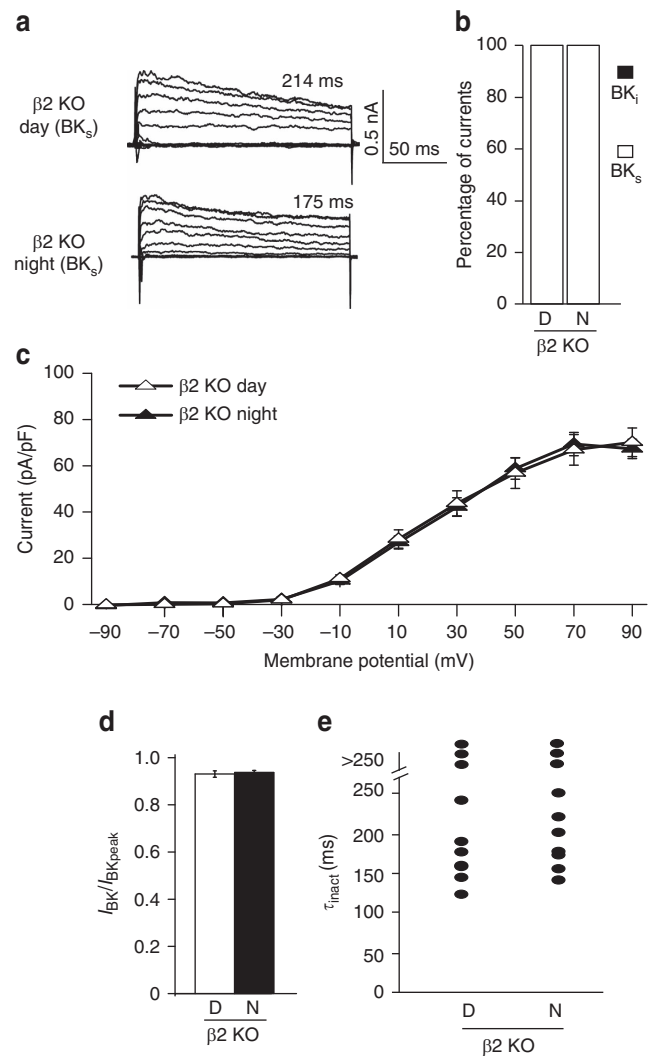 a
β2 KO
day (BKs)
214 ms
0.5 nA
50 ms
β2 KO
night (BKs)
175 ms
b
Percentage of currents
100
80
60
40
20
0
D N
β2 KO
BKi
BKs
c
Current (pA/pF)
100
80
60
40
20
0
β2 KO day
β2 KO night
–90 –70 –50 –30 –10 10 30 50 70 90
Membrane potential (mV)
d
IBK/IBKpeak
1.0
0.8
0.6
0.4
0.2
0
D N
β2 KO
e
τinact (ms)
>250
250
200
150
100
50
0
D N
β2 KO